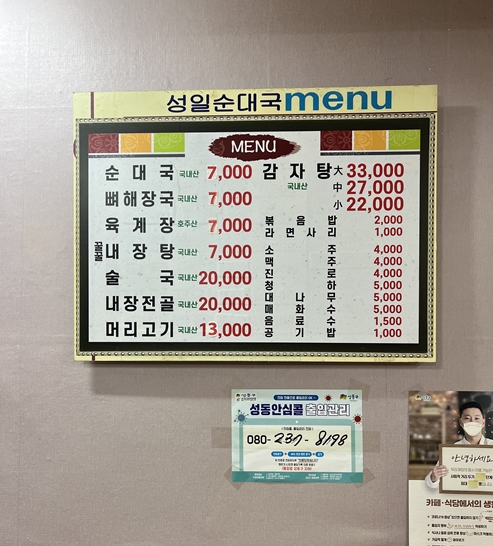 성일순대국 menu
MENU
순대국 국내산 7,000
뼈해장국 국내산 7,000
육계장 호주산 7,000
꼴꼴 내장탕 국내산 7,000
술국 국내산 20,000
내장전골 국내산 20,000
머리고기 국내산 13,000
감자탕 大 33,000
국내산 中 27,000
小 22,000
볶음밥 2,000
라면사리 1,000
소주 4,000
맥주 4,000
진로 4,000
청하 5,000
대나무 5,000
매화수 5,000
음료수 1,500
공기밥 1,000
성동구
성동안심콜 출입관리
080-237-8198
안녕하세요
카페·식당에서의 생